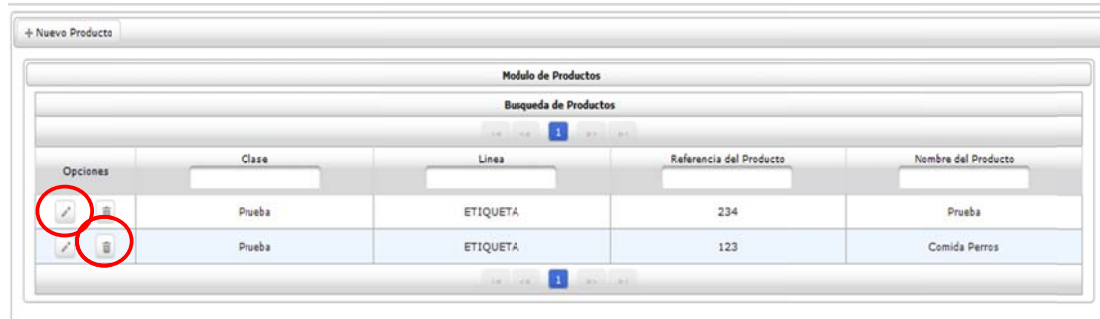 + Nuevo Producto
Modulo de Productos
Busqueda de Productos
1
Opciones Clase Linea Referencia del Producto Nombre del Producto
Prueba ETIQUETA 234 Prueba
Prueba ETIQUETA 123 Comida Perros
1